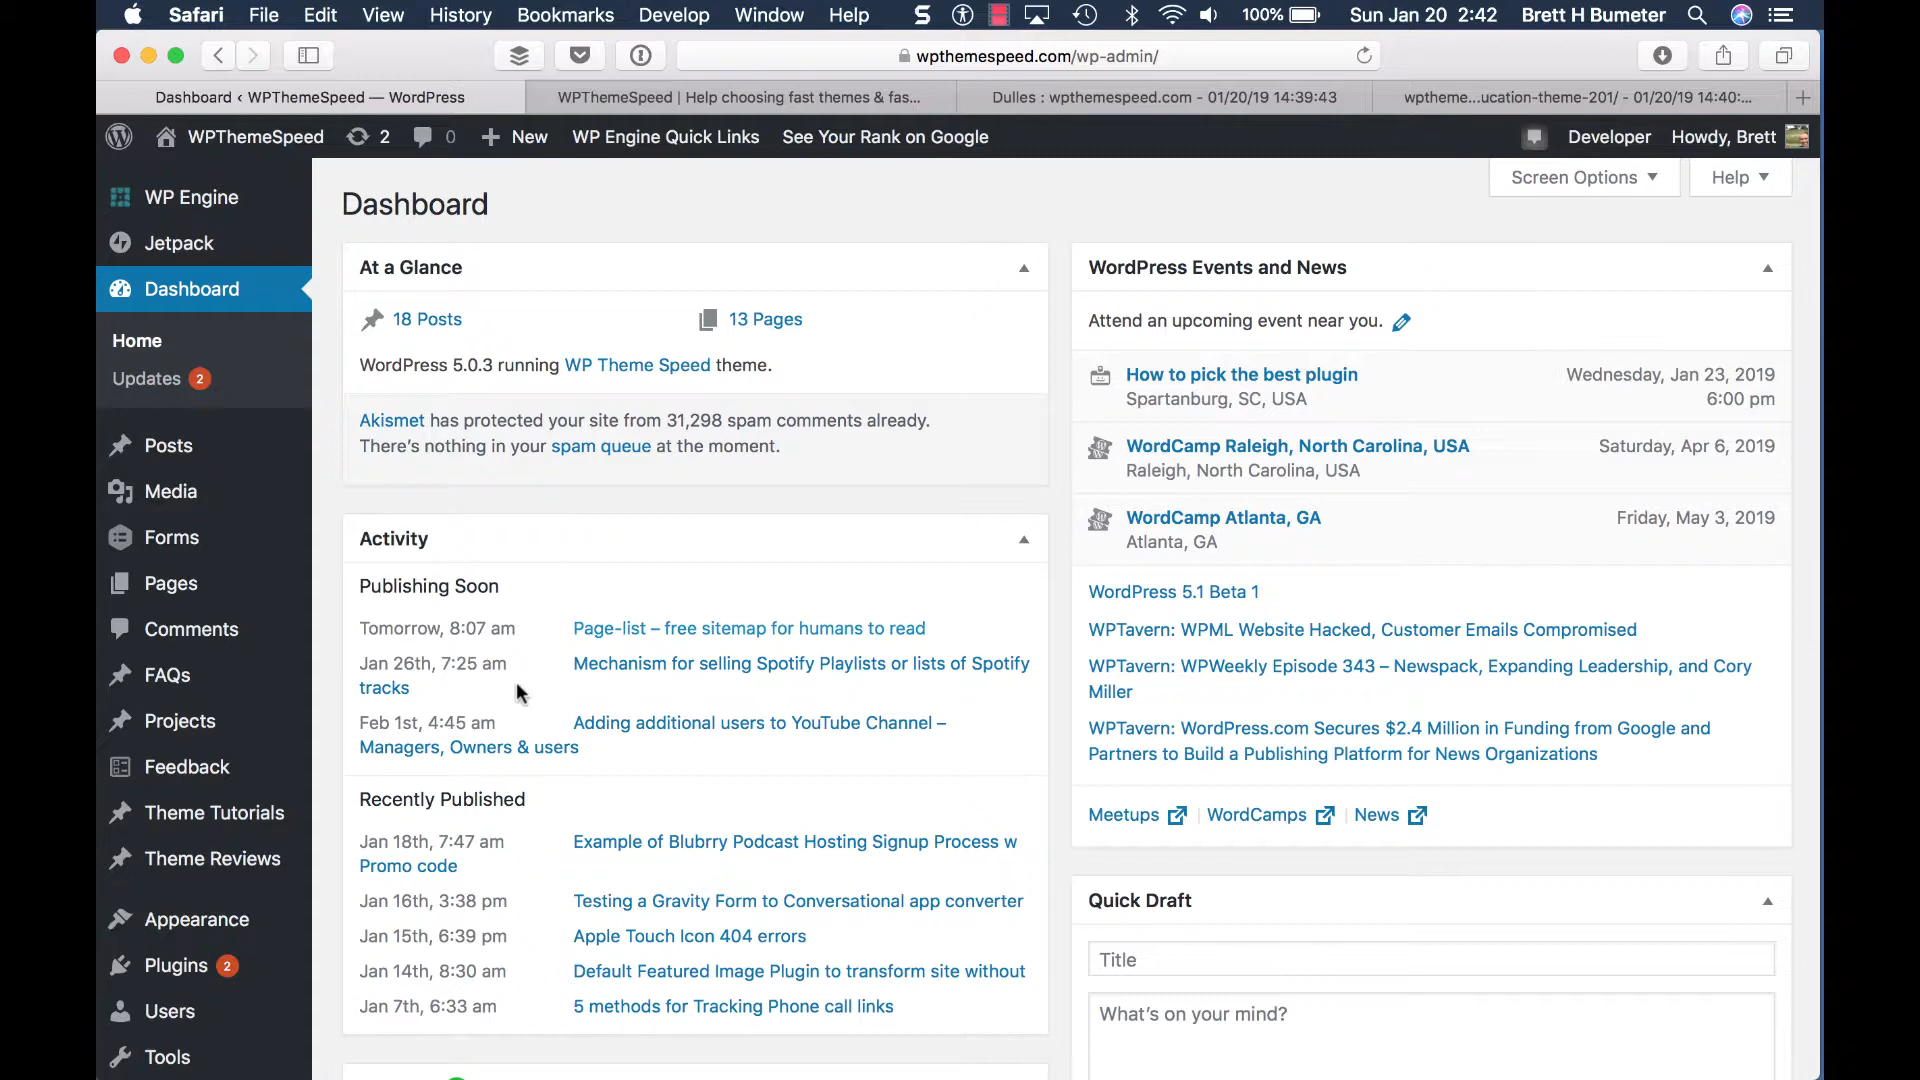 Safari File Edit View History Bookmarks Develop Window Help S 100% Sun Jan 20 2:42 Brett H Bumeter
wpthemespeed.com/wp-admin/
Dashboard ‹ WPThemeSpeed — WordPress
WPThemeSpeed | Help choosing fast themes & fas...
Dulles : wpthemespeed.com - 01/20/19 14:39:43
wptheme...ucation-theme-201/ - 01/20/19 14:40:...
WPThemeSpeed 2 0 New WP Engine Quick Links See Your Rank on Google Developer Howdy, Brett
WP Engine
Jetpack
Dashboard
Home
Updates 2
Posts
Media
Forms
Pages
Comments
FAQs
Projects
Feedback
Theme Tutorials
Theme Reviews
Appearance
Plugins 2
Users
Tools
Screen Options
Help
Dashboard
At a Glance
18 Posts
13 Pages
WordPress 5.0.3 running WP Theme Speed theme.
Akismet has protected your site from 31,298 spam comments already.
There's nothing in your spam queue at the moment.
Activity
Publishing Soon
Tomorrow, 8:07 am Page-list – free sitemap for humans to read
Jan 26th, 7:25 am Mechanism for selling Spotify Playlists or lists of Spotify
tracks
Feb 1st, 4:45 am Adding additional users to YouTube Channel –
Managers, Owners & users
Recently Published
Jan 18th, 7:47 am Example of Blubrry Podcast Hosting Signup Process w
Promo code
Jan 16th, 3:38 pm Testing a Gravity Form to Conversational app converter
Jan 15th, 6:39 pm Apple Touch Icon 404 errors
Jan 14th, 8:30 am Default Featured Image Plugin to transform site without
Jan 7th, 6:33 am 5 methods for Tracking Phone call links
WordPress Events and News
Attend an upcoming event near you.
How to pick the best plugin Wednesday, Jan 23, 2019
Spartanburg, SC, USA 6:00 pm
WordCamp Raleigh, North Carolina, USA Saturday, Apr 6, 2019
Raleigh, North Carolina, USA
WordCamp Atlanta, GA Friday, May 3, 2019
Atlanta, GA
WordPress 5.1 Beta 1
WPTavern: WPML Website Hacked, Customer Emails Compromised
WPTavern: WPWeekly Episode 343 – Newspack, Expanding Leadership, and Cory
Miller
WPTavern: WordPress.com Secures $2.4 Million in Funding from Google and
Partners to Build a Publishing Platform for News Organizations
Meetups | WordCamps | News
Quick Draft
Title
What's on your mind?